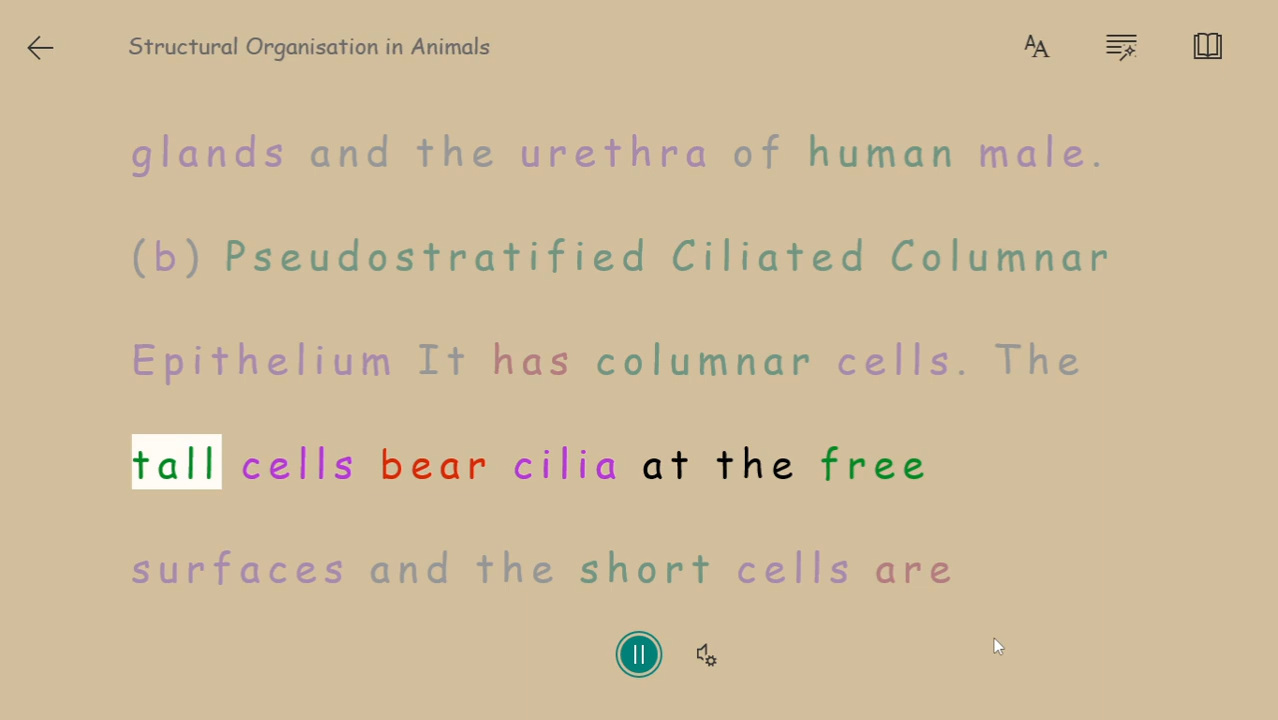 Structural Organisation in Animals
glands and the urethra of human male.
(b) Pseudostratified Ciliated Columnar
Epithelium It has columnar cells. The
tall cells bear cilia at the free
surfaces and the short cells are